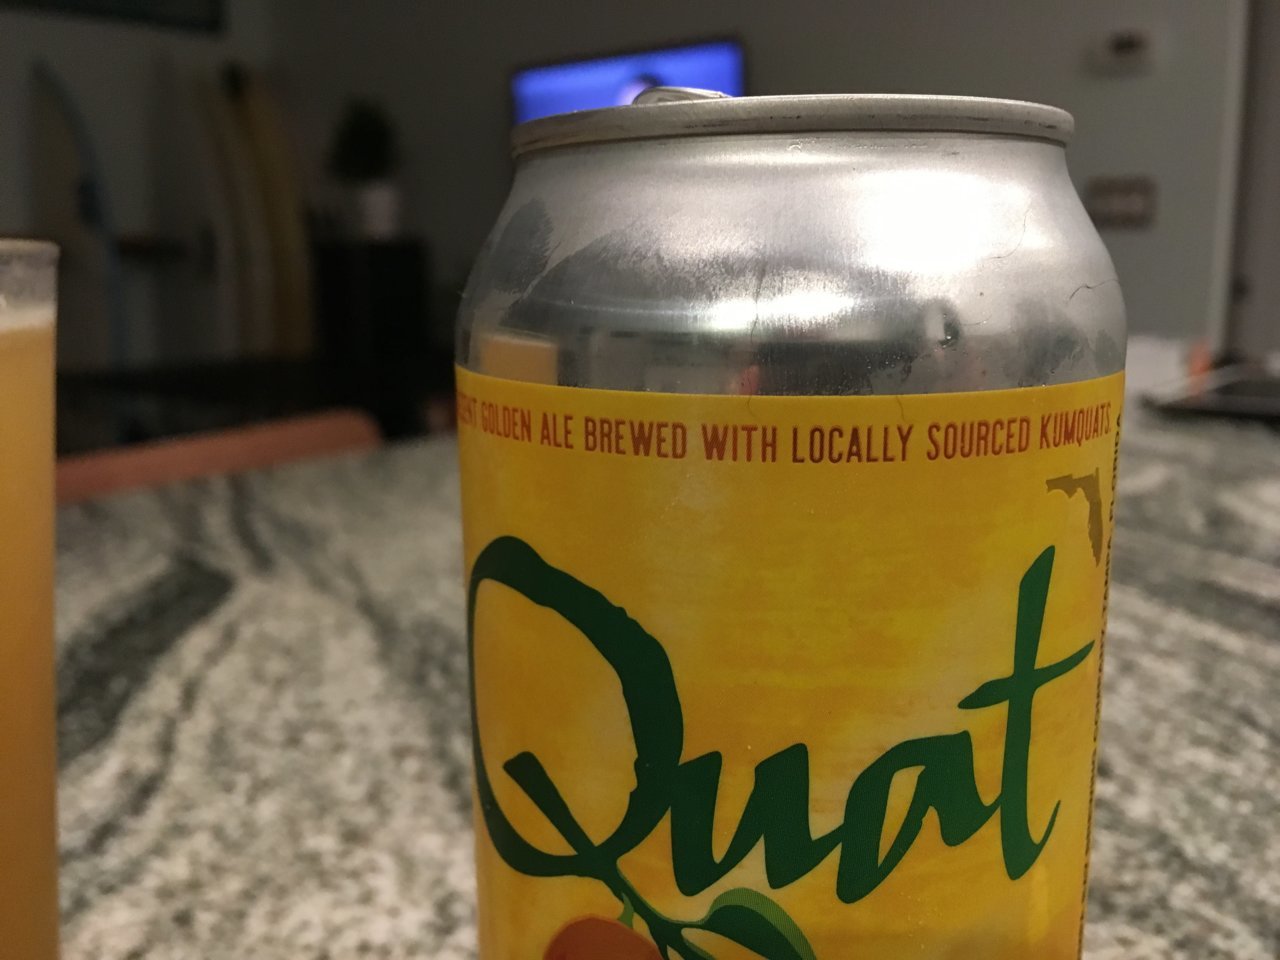 GOLDEN ALE BREWED WITH LOCALLY SOURCED KUMQUATS
Quat